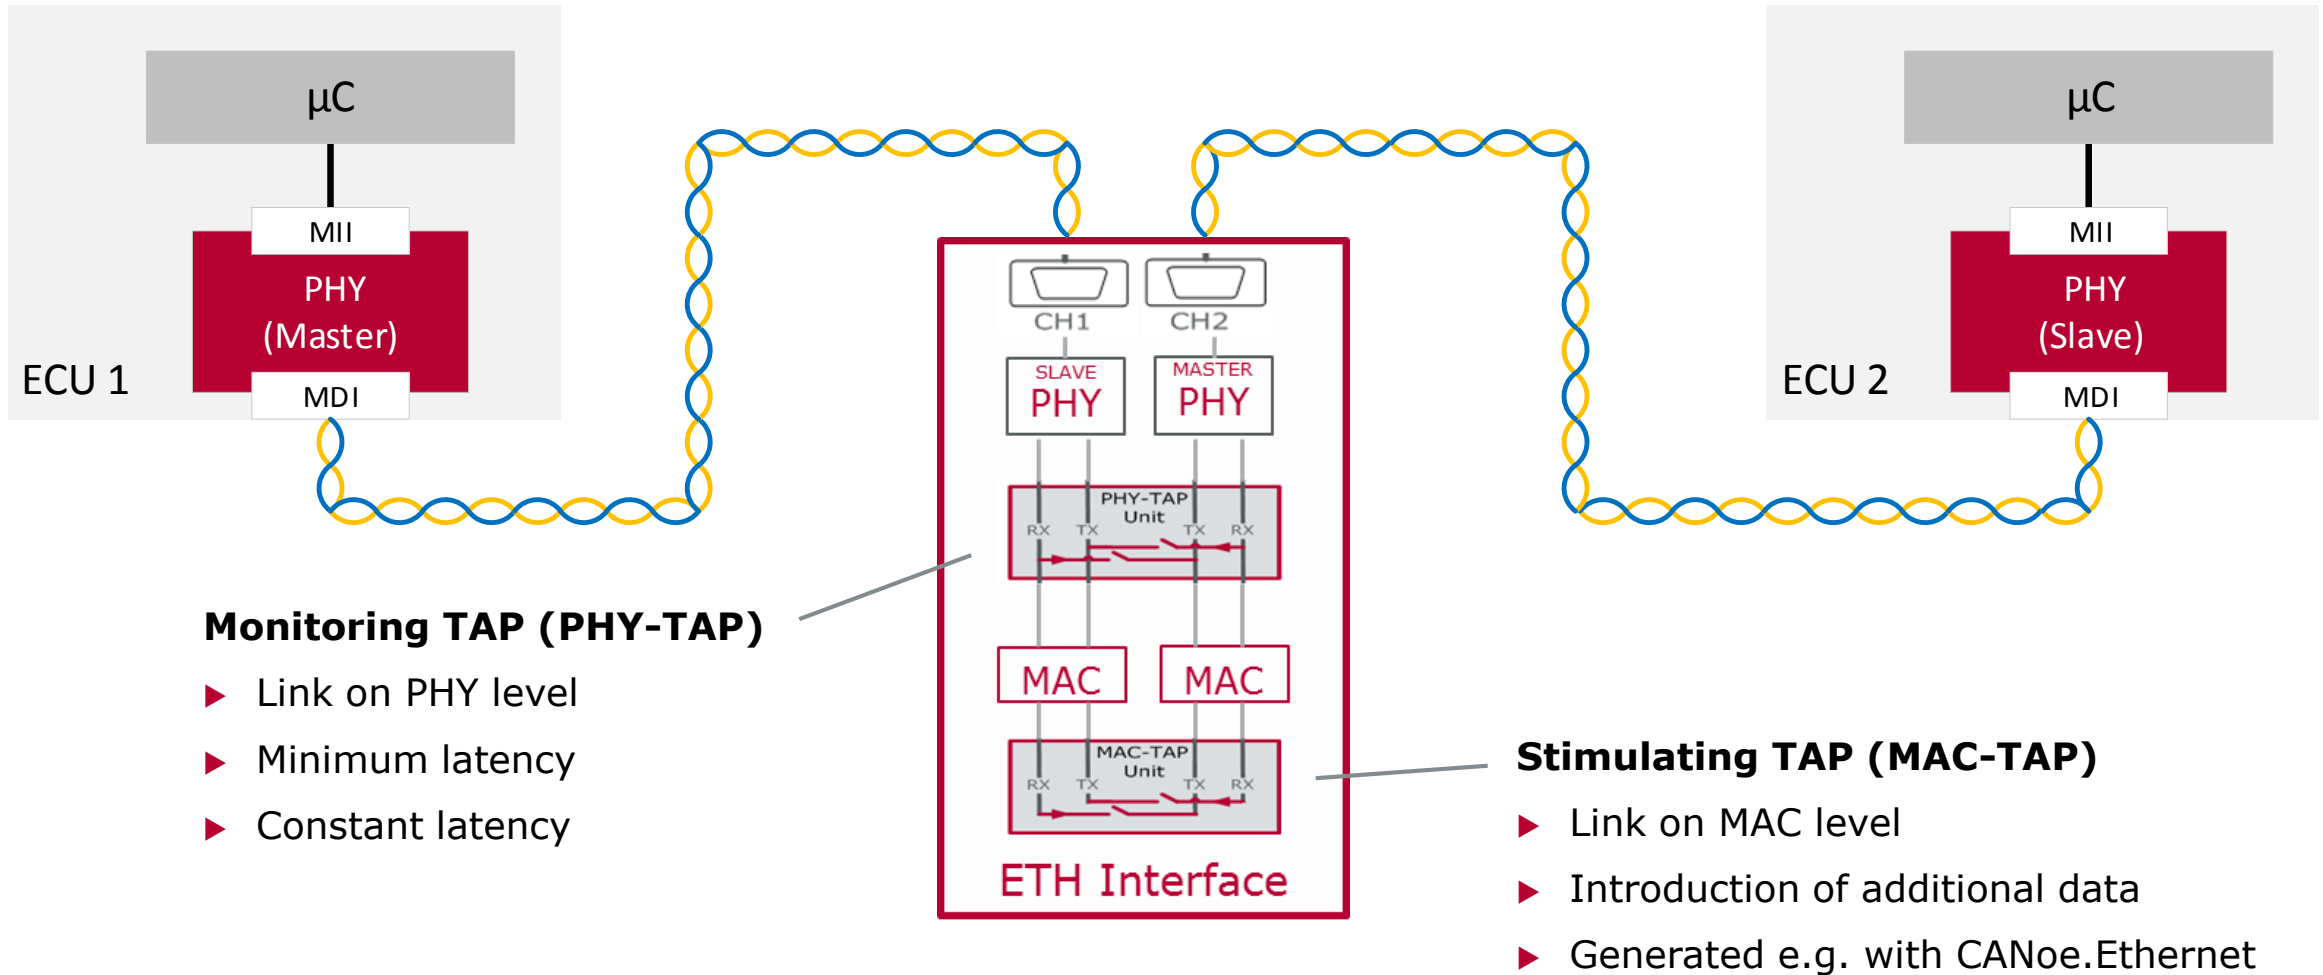 µC
MII
PHY
(Master)
MDI
ECU 1
µC
MII
PHY
(Slave)
MDI
ECU 2
CH1 CH2
SLAVE MASTER
PHY PHY
PHY-TAP
Unit
RX TX TX RX
MAC MAC
MAC-TAP
Unit
RX TX TX RX
ETH Interface
Monitoring TAP (PHY-TAP)
Link on PHY level
Minimum latency
Constant latency
Stimulating TAP (MAC-TAP)
Link on MAC level
Introduction of additional data
Generated e.g. with CANoe.Ethernet